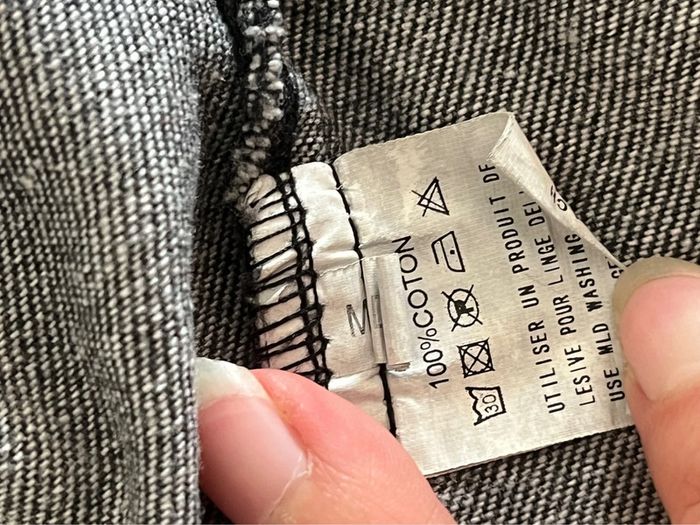 M
100%COTON
30
UTILISER UN PRODUIT DE
LESIVE POUR LINGE DEL
USE MLD WASHING